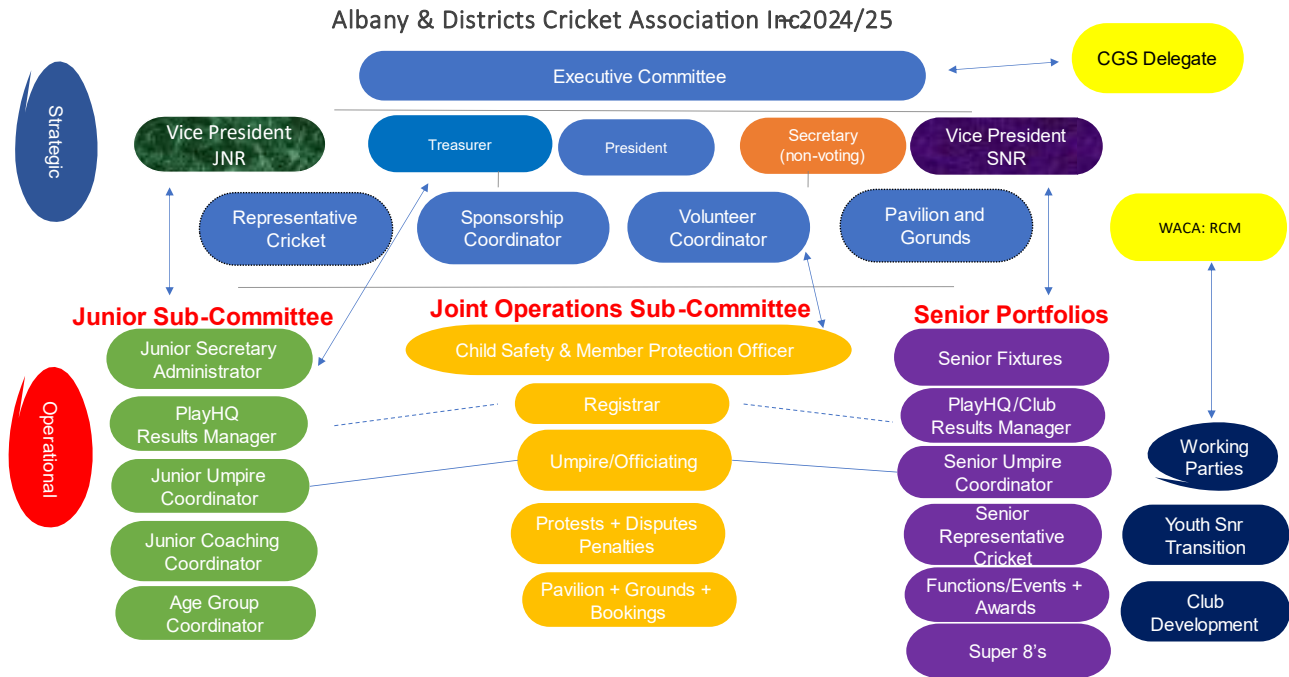 Albany & Districts Cricket Association Inc. – 2024/25
Executive Committee
CGS Delegate
Strategic
Vice President
JNR
Treasurer
President
Secretary
(non-voting)
Vice President
SNR
Representative
Cricket
Sponsorship
Coordinator
Volunteer
Coordinator
Pavilion and
Gorunds
WACA: RCM
Junior Sub-Committee
Joint Operations Sub-Committee
Senior Portfolios
Operational
Junior Secretary
Administrator
PlayHQ
Results Manager
Junior Umpire
Coordinator
Junior Coaching
Coordinator
Age Group
Coordinator
Child Safety & Member Protection Officer
Registrar
Umpire/Officiating
Protests + Disputes
Penalties
Pavilion + Grounds +
Bookings
Senior Fixtures
PlayHQ/Club
Results Manager
Senior Umpire
Coordinator
Senior
Representative
Cricket
Functions/Events +
Awards
Super 8’s
Working
Parties
Youth Snr
Transition
Club
Development